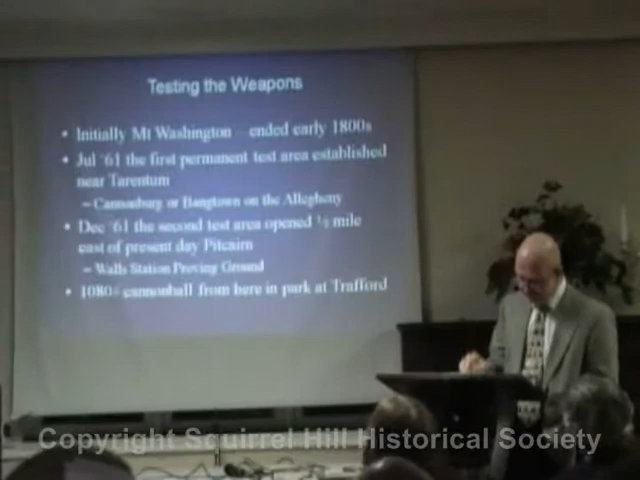 Testing the Weapons
• Initially Mt Washington – ended early 1800s
• Jul '61 the first permanent test area established
near Tarentum
– Cannonburg or Bangtown on the Allegheny
• Dec '61 the second test area opened ½ mile
east of present day Pitcairn
– Walls Station Proving Ground
• 1080# cannonball from here in park at Trafford
Copyright Squirrel Hill Historical Society